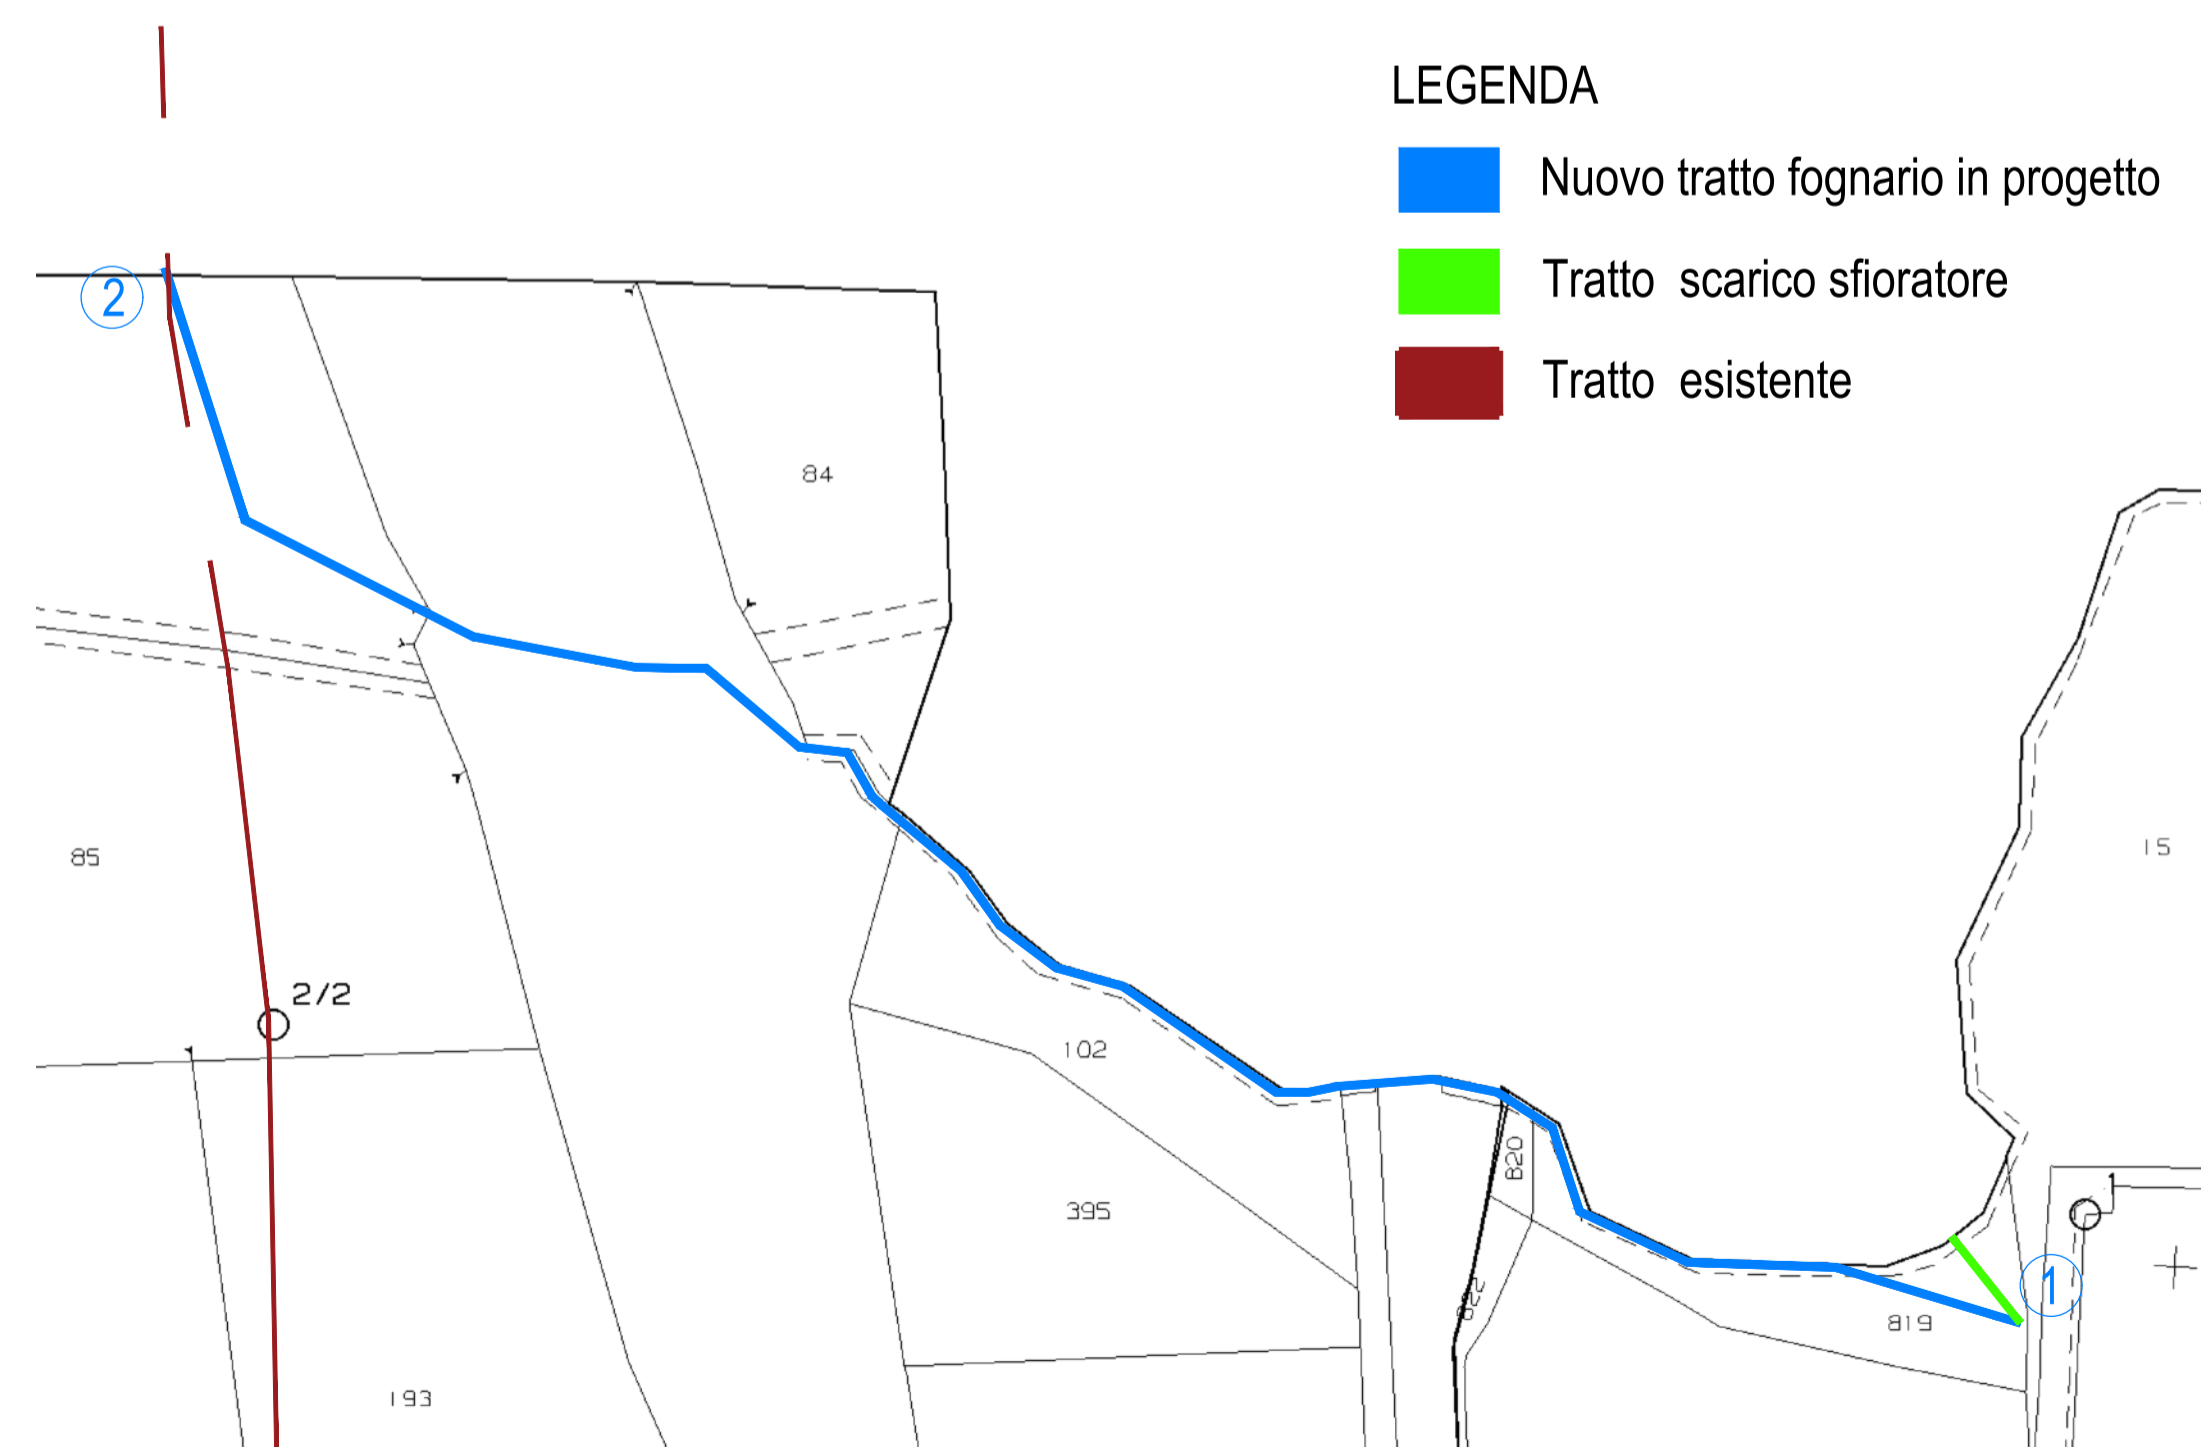 LEGENDA
Nuovo tratto fognario in progetto
Tratto scarico sfioratore
Tratto esistente
2
84
15
85
2/2
102
820
395
1
819
193